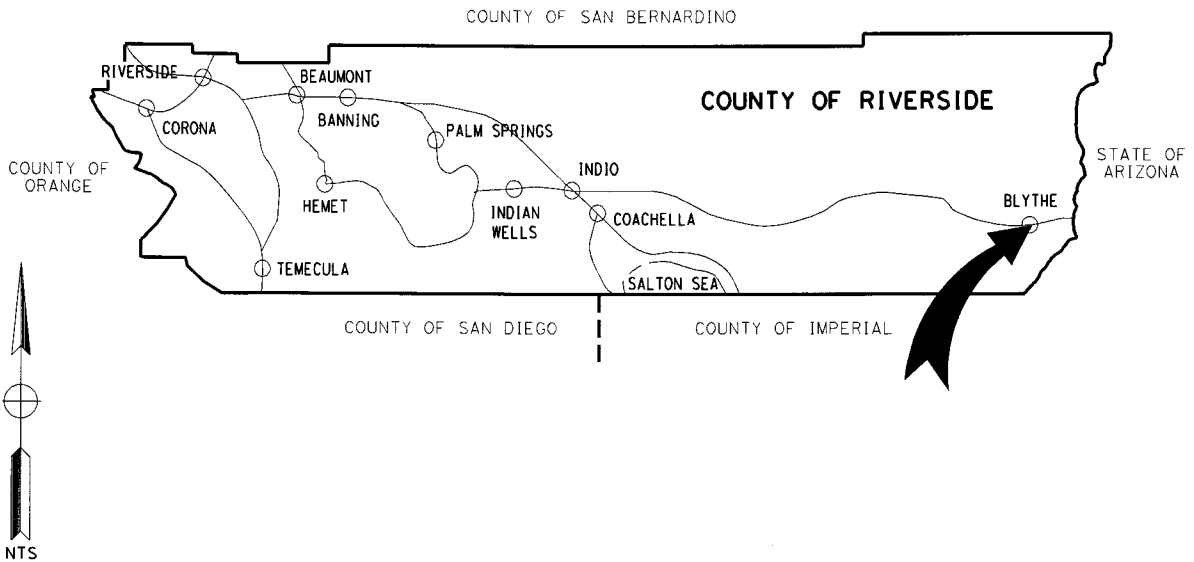 COUNTY OF SAN BERNARDINO
RIVERSIDE
BEAUMONT
COUNTY OF RIVERSIDE
CORONA
BANNING
PALM SPRINGS
STATE OF
ARIZONA
COUNTY OF
ORANGE
INDIO
HEMET
INDIAN
WELLS
COACHELLA
BLYTHE
TEMECULA
SALTON SEA
COUNTY OF SAN DIEGO
COUNTY OF IMPERIAL
NTS